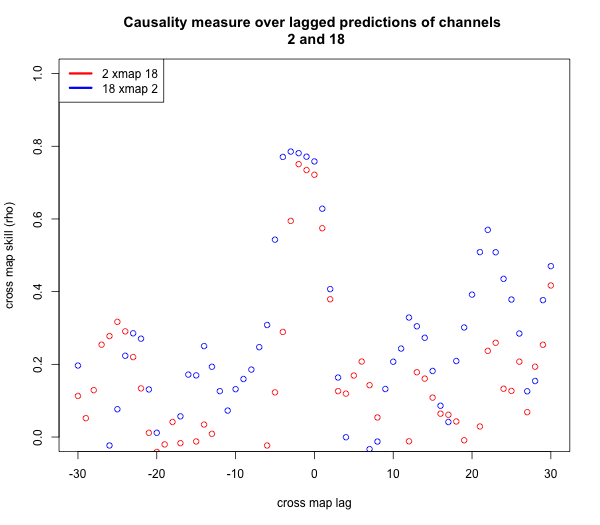 Causality measure over lagged predictions of channels
2 and 18
2 xmap 18
18 xmap 2
cross map skill (rho)
1.0
0.8
0.6
0.4
0.2
0.0
-30
-20
-10
0
10
20
30
cross map lag